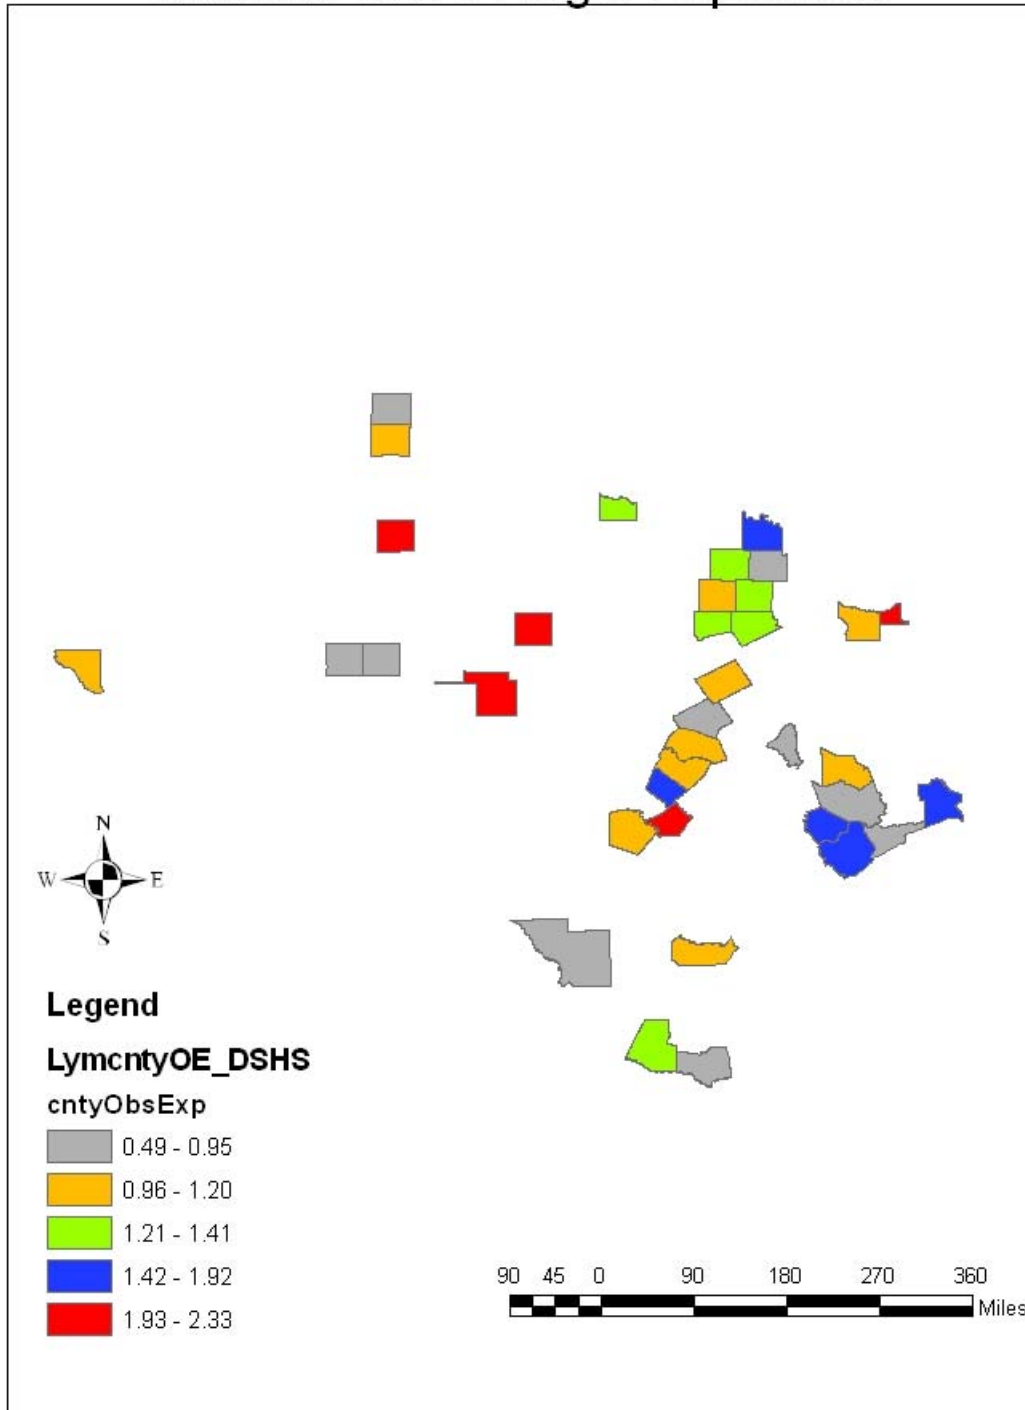 N
W E
S
Legend
LymcntyOE_DSHS
cntyObsExp
0.49 - 0.95
0.96 - 1.20
1.21 - 1.41
1.42 - 1.92
1.93 - 2.33
90 45 0 90 180 270 360
Miles